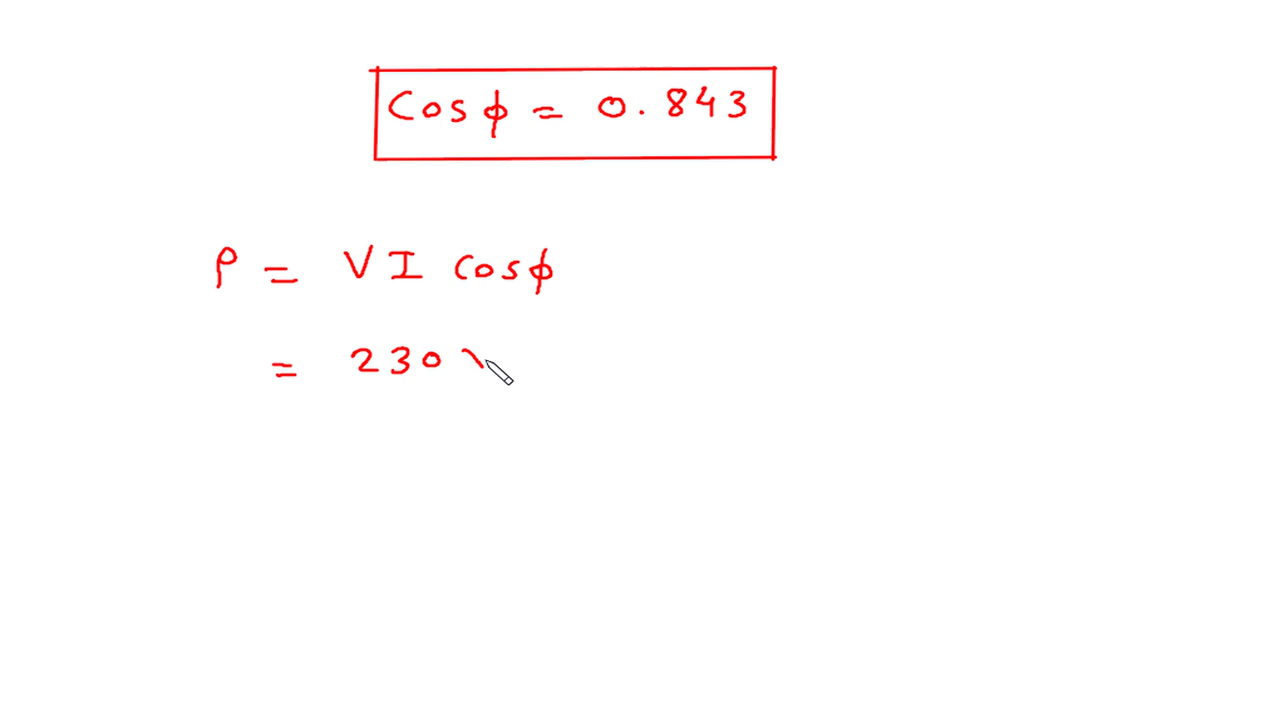 Cosφ = 0.843
P = VI cosφ
= 230 ×